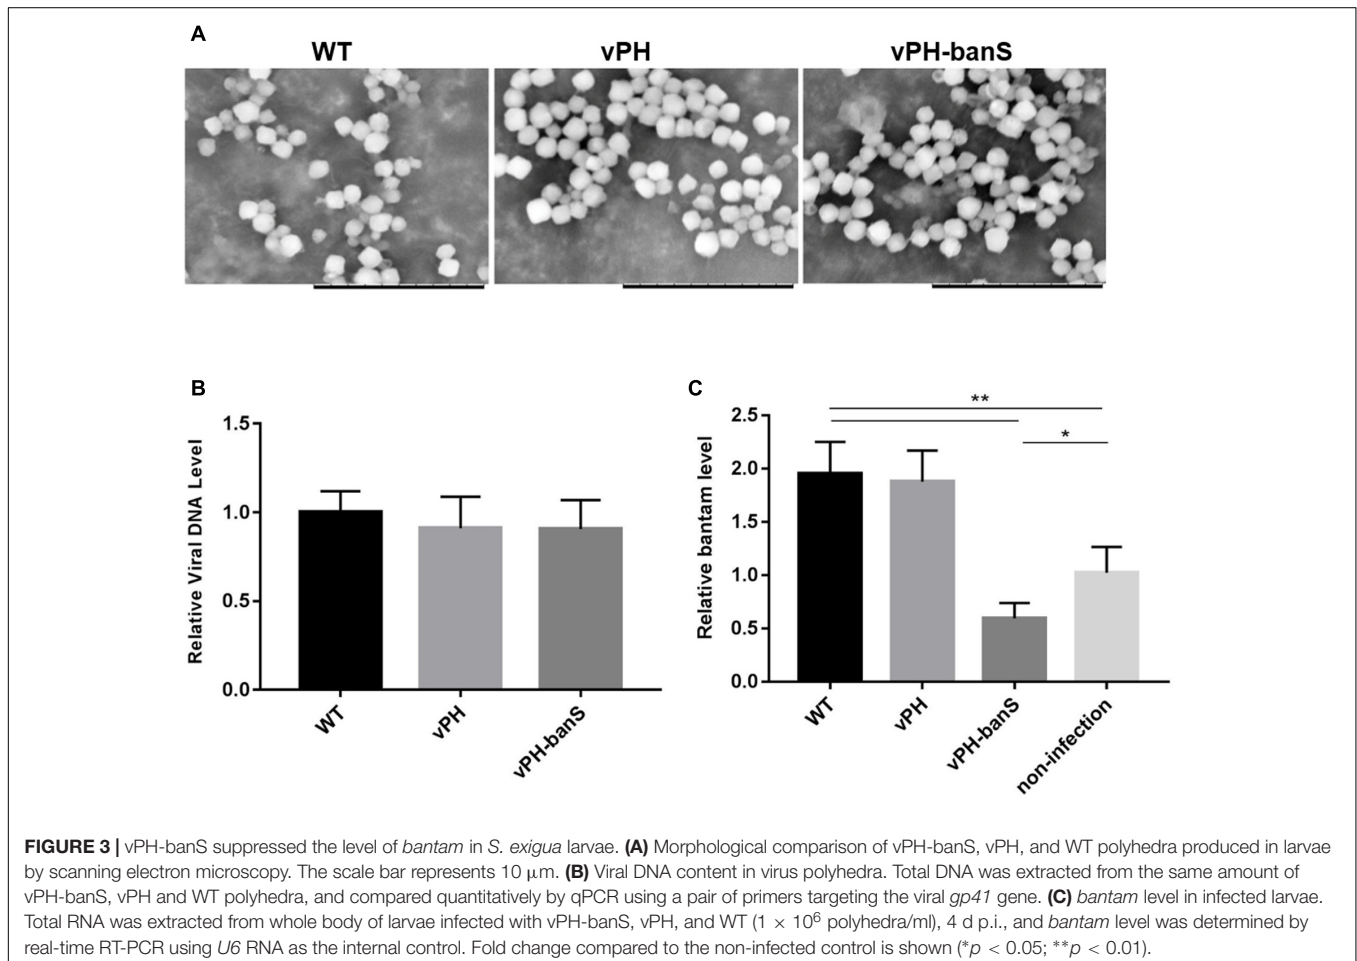 A
WT
vPH
vPH-banS
B
1.5
1.0
0.5
0.0
Relative Viral DNA Level
WT
vPH
vPH-banS
C
2.5
2.0
1.5
1.0
0.5
0.0
Relative bantam level
**
*
WT
vPH
vPH-banS
non-infection
FIGURE 3 | vPH-banS suppressed the level of bantam in S. exigua larvae. (A) Morphological comparison of vPH-banS, vPH, and WT polyhedra produced in larvae
by scanning electron microscopy. The scale bar represents 10 μm. (B) Viral DNA content in virus polyhedra. Total DNA was extracted from the same amount of
vPH-banS, vPH and WT polyhedra, and compared quantitatively by qPCR using a pair of primers targeting the viral gp41 gene. (C) bantam level in infected larvae.
Total RNA was extracted from whole body of larvae infected with vPH-banS, vPH, and WT (1 × 10⁶ polyhedra/ml), 4 d p.i., and bantam level was determined by
real-time RT-PCR using U6 RNA as the internal control. Fold change compared to the non-infected control is shown (*p < 0.05; **p < 0.01).